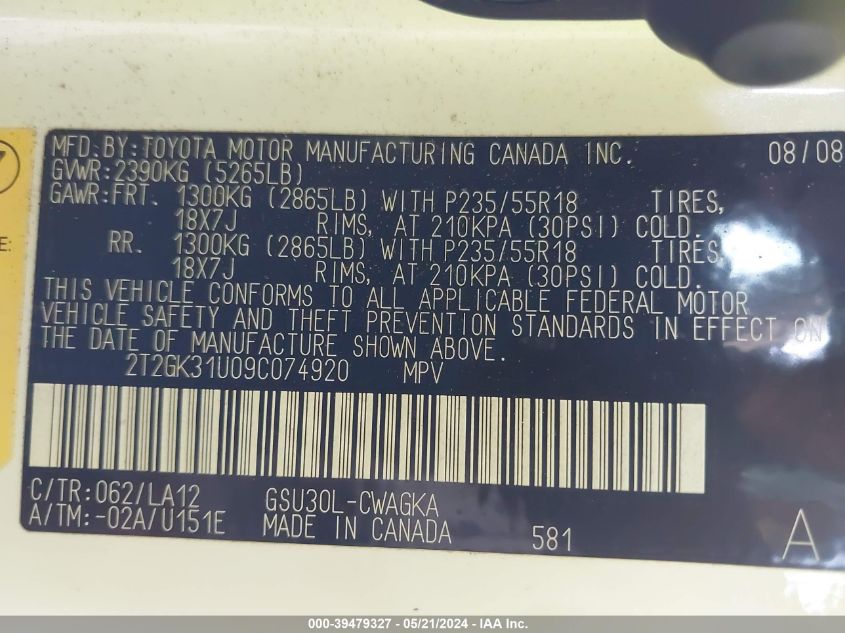 MFD.BY:TOYOTA MOTOR MANUFACTURING CANADA INC. 08/08
GVWR:2390KG (5265LB)
GAWR:FRT. 1300KG (2865LB) WITH P235/55R18 TIRES,
18X7J RIMS, AT 210KPA (30PSI) COLD.
RR. 1300KG (2865LB) WITH P235/55R18 TIRES,
18X7J RIMS, AT 210KPA (30PSI) COLD.
THIS VEHICLE CONFORMS TO ALL APPLICABLE FEDERAL MOTOR
VEHICLE SAFETY AND THEFT PREVENTION STANDARDS IN EFFECT ON
THE DATE OF MANUFACTURE SHOWN ABOVE.
2T2GK31U09C074920 MPV
C/TR:062/LA12 GSU30L-CWAGKA
A/TM:-02A/U151E MADE IN CANADA 581 A
E:
000-39479327 - 05/21/2024 - IAA Inc.